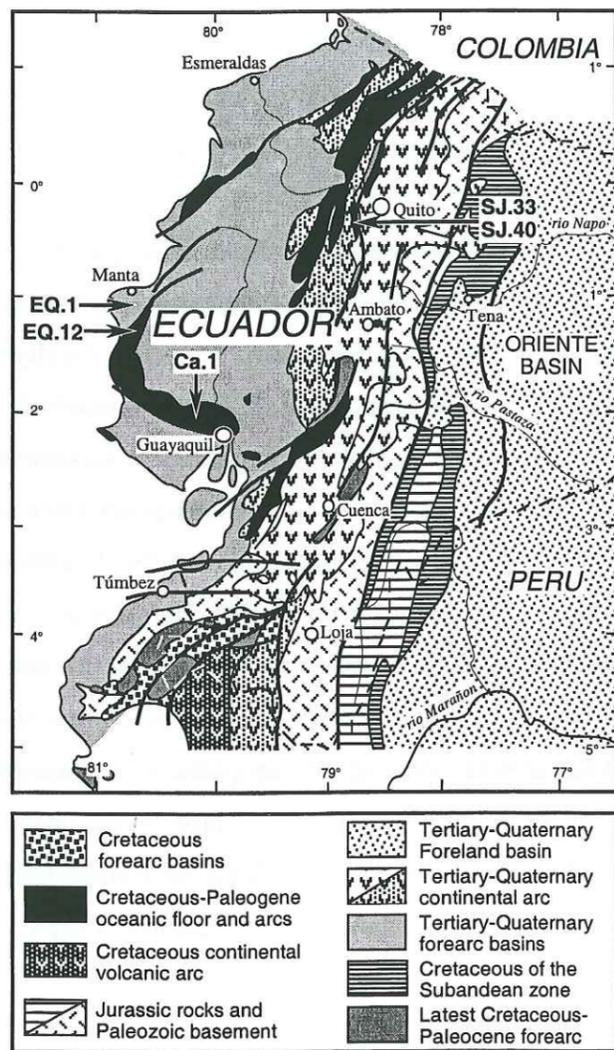 80°
78°
COLOMBIA
Esmeraldas
1°
0°
Quito
SJ.33
SJ.40
rio Napo
Manta
EQ.1
EQ.12
ECUADOR
Ambato
Tena
1°
Ca.1
ORIENTE
BASIN
rio Pastaza
2°
Guayaquil
Cuenca
3°
Túmbez
PERU
4°
Loja
rio Marañon
5°
81°
79°
77°
Cretaceous
forearc basins
Cretaceous-Paleogene
oceanic floor and arcs
Cretaceous continental
volcanic arc
Jurassic rocks and
Paleozoic basement
Tertiary-Quaternary
Foreland basin
Tertiary-Quaternary
continental arc
Tertiary-Quaternary
forearc basins
Cretaceous of the
Subandean zone
Latest Cretaceous-
Paleocene forearc